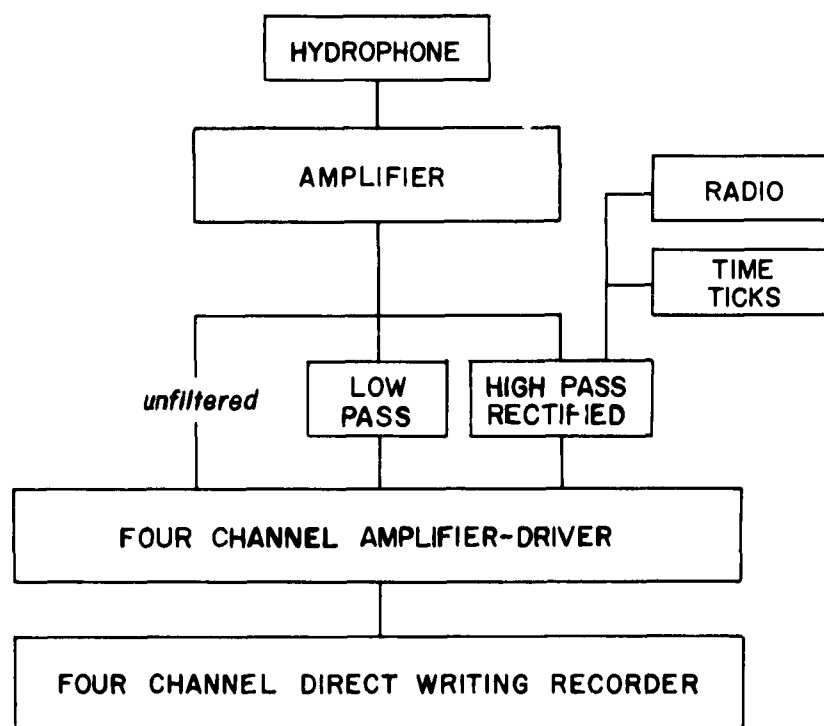 HYDROPHONE
AMPLIFIER
RADIO
TIME
TICKS
unfiltered
LOW
PASS
HIGH PASS
RECTIFIED
FOUR CHANNEL AMPLIFIER-DRIVER
FOUR CHANNEL DIRECT WRITING RECORDER